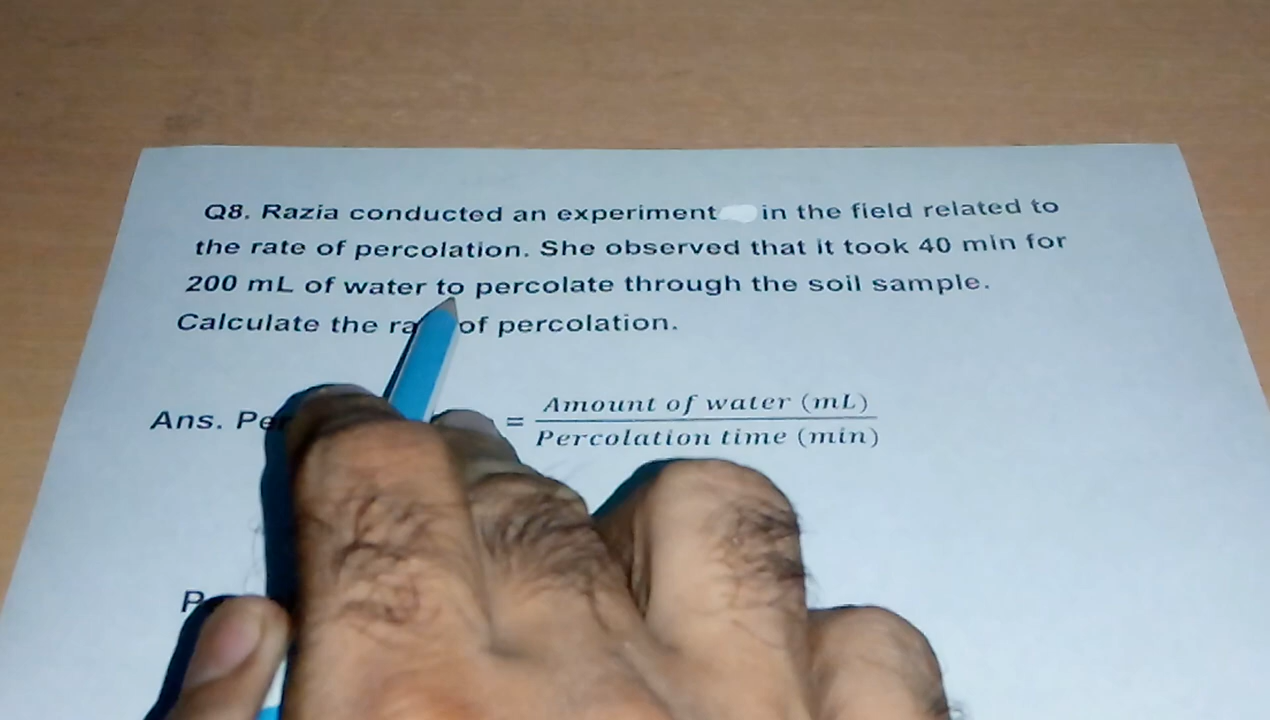 Q8. Razia conducted an experiment in the field related to
the rate of percolation. She observed that it took 40 min for
200 mL of water to percolate through the soil sample.
Calculate the of percolation.
Ans. = Amount of water (mL)
Percolation time (min)